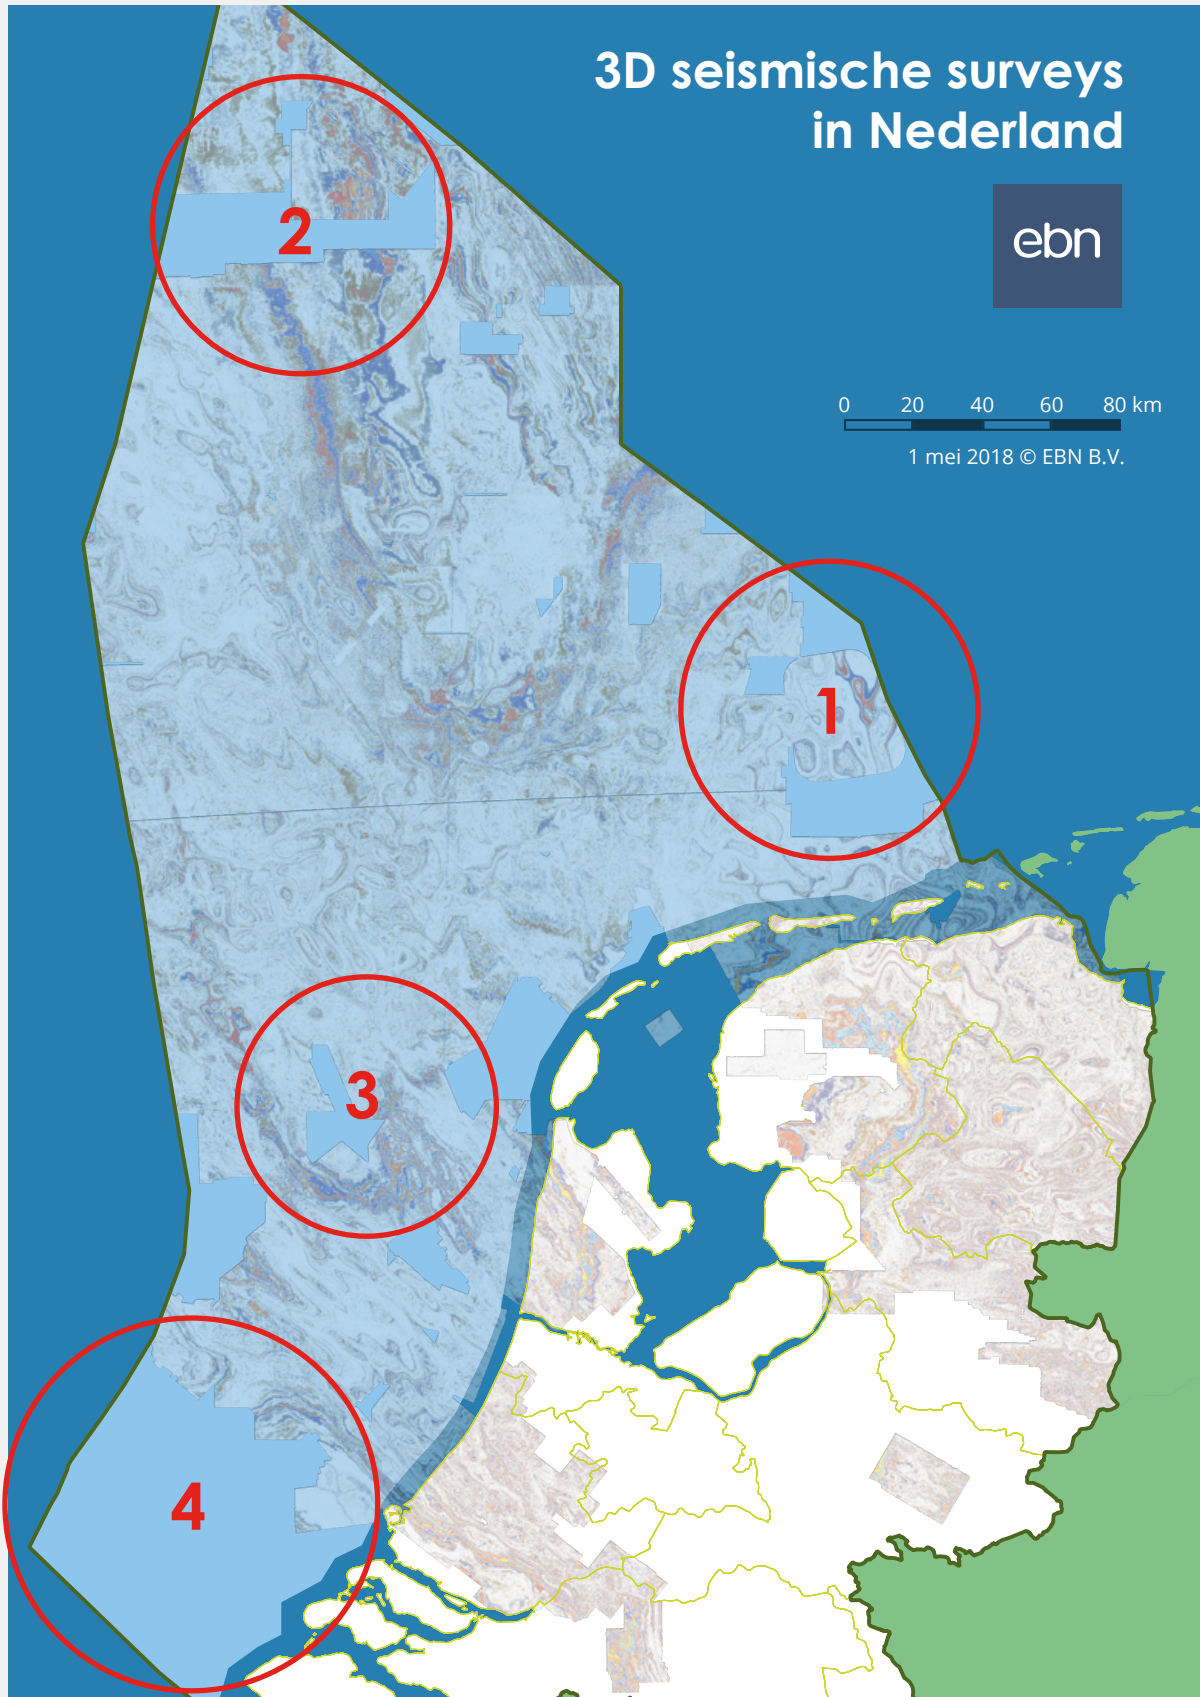 3D seismische surveys
in Nederland
ebn
0 20 40 60 80 km
1 mei 2018 © EBN B.V.
2
1
3
4